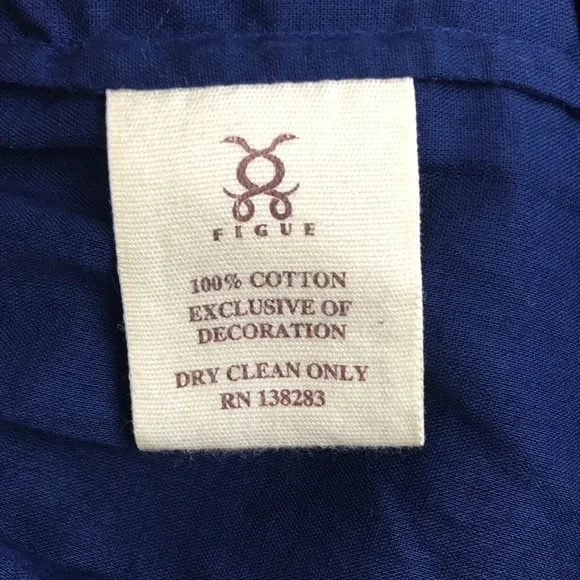 FIGUE
100% COTTON
EXCLUSIVE OF
DECORATION
DRY CLEAN ONLY
RN 138283